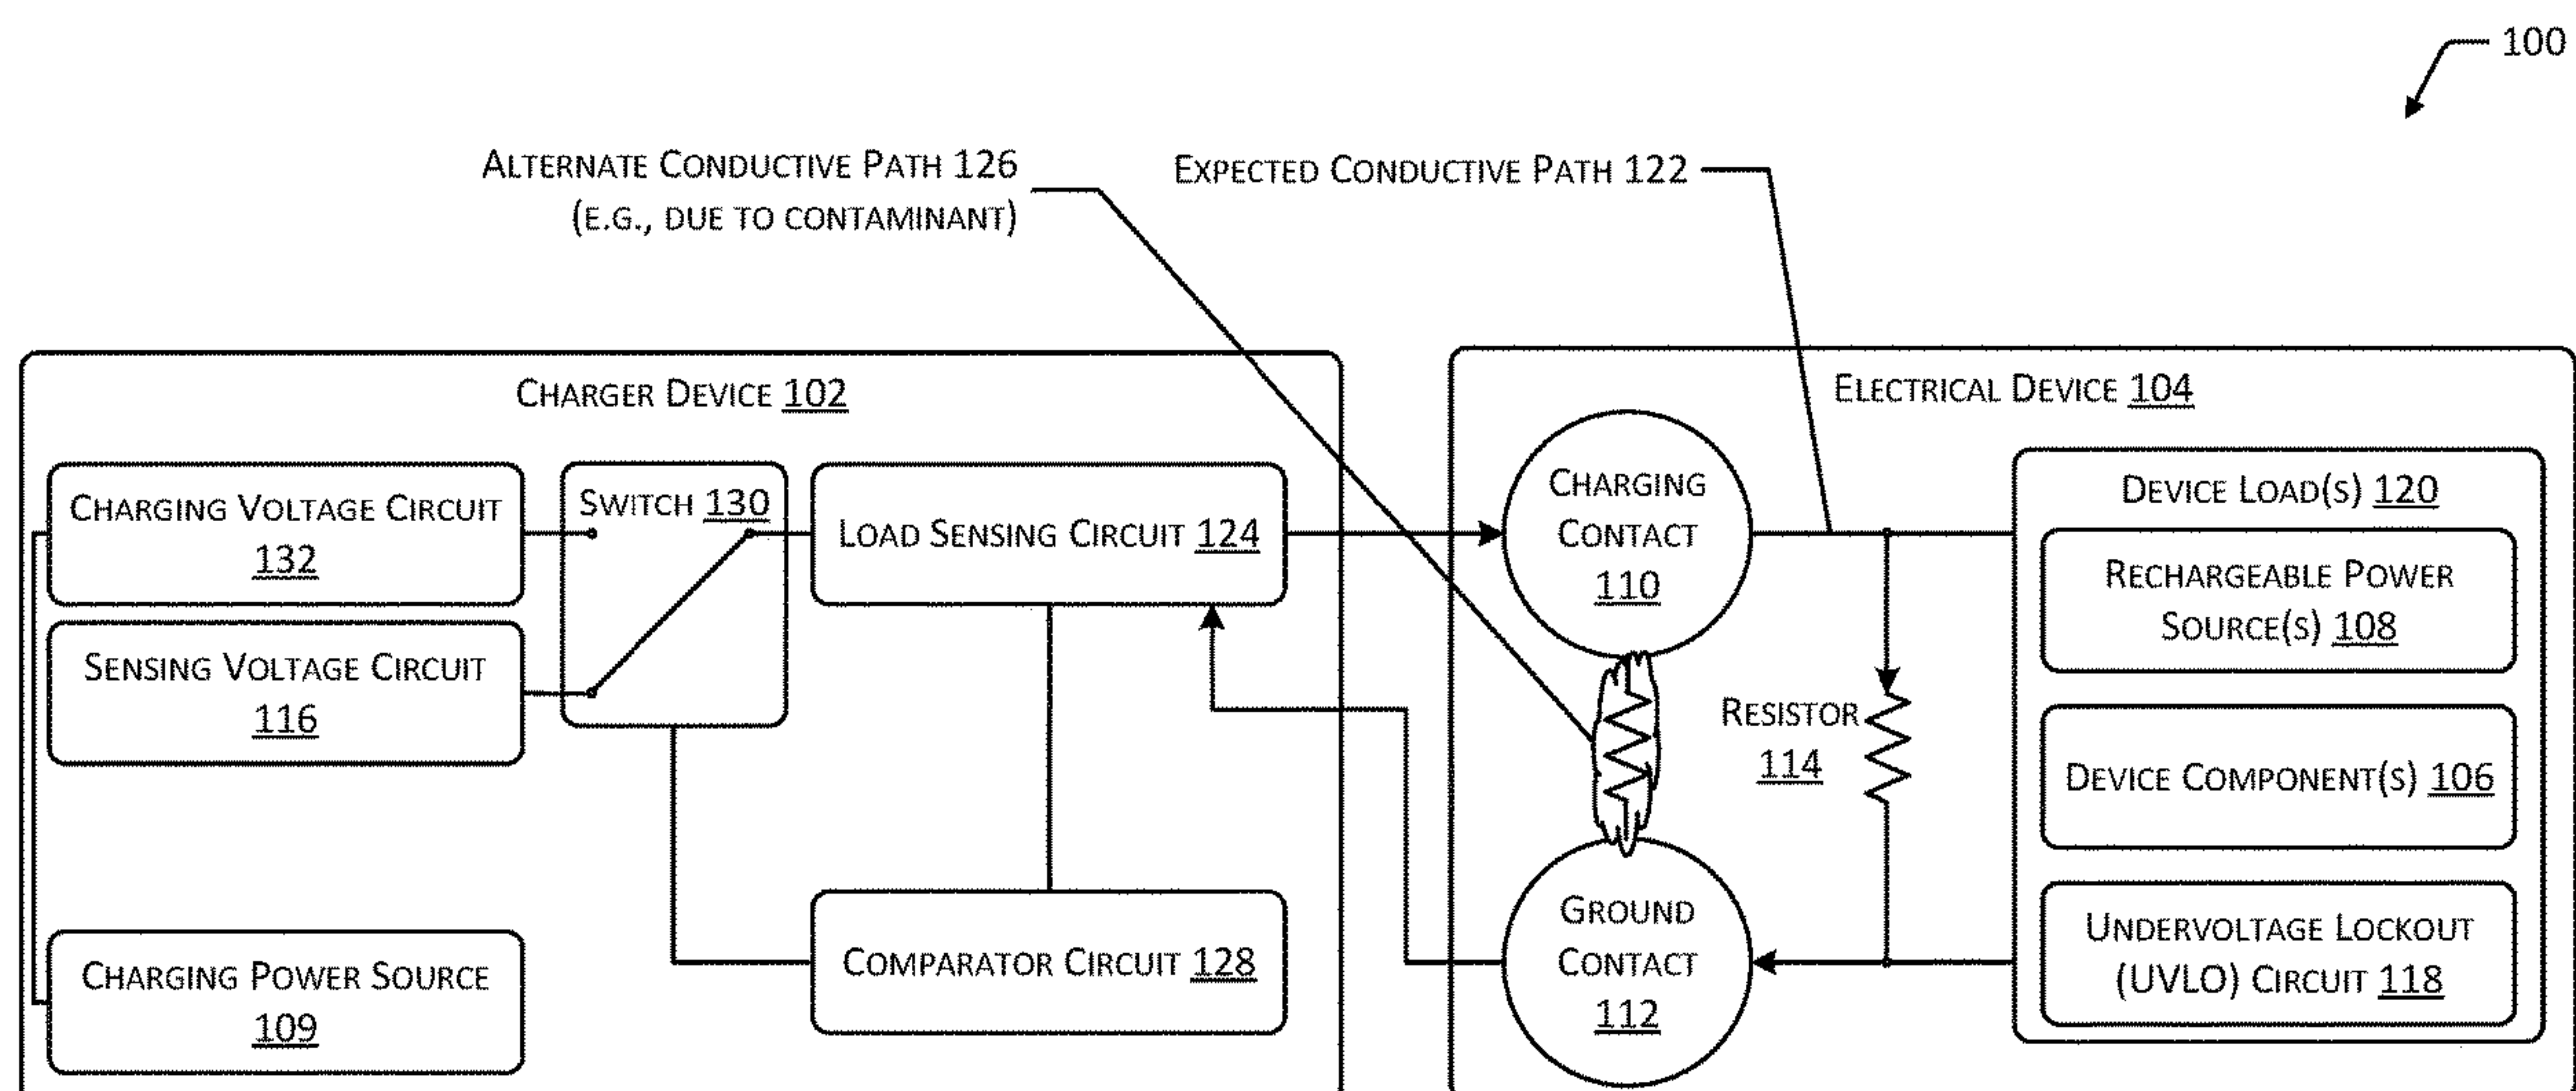 100
ALTERNATE CONDUCTIVE PATH 126
(E.G., DUE TO CONTAMINANT)
EXPECTED CONDUCTIVE PATH 122
CHARGER DEVICE 102
CHARGING VOLTAGE CIRCUIT
132
SENSING VOLTAGE CIRCUIT
116
CHARGING POWER SOURCE
109
SWITCH 130
LOAD SENSING CIRCUIT 124
COMPARATOR CIRCUIT 128
ELECTRICAL DEVICE 104
CHARGING
CONTACT
110
GROUND
CONTACT
112
RESISTOR
114
DEVICE LOAD(S) 120
RECHARGEABLE POWER
SOURCE(S) 108
DEVICE COMPONENT(S) 106
UNDERVOLTAGE LOCKOUT
(UVLO) CIRCUIT 118